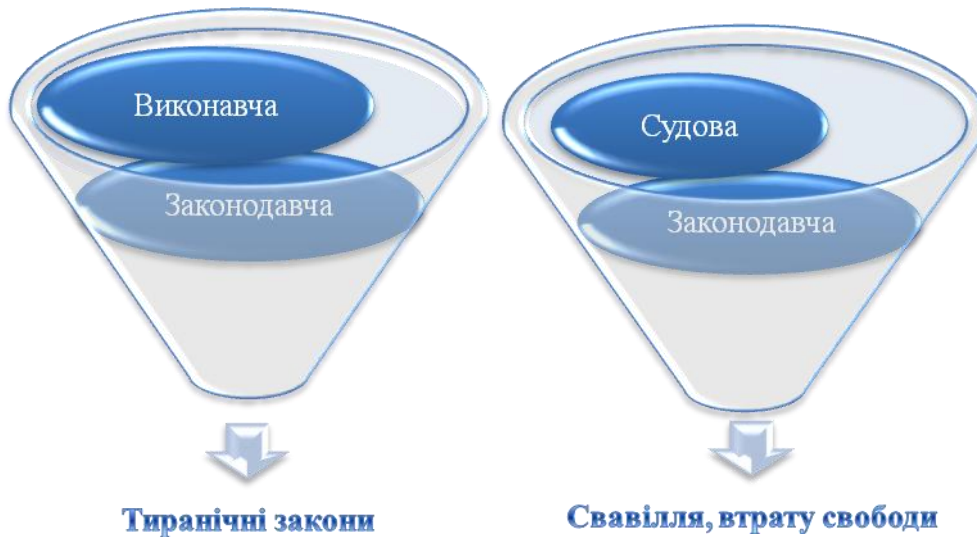 Виконавча
Законодавча
Тиранічні закони
Судова
Законодавча
Свавілля, втрату свободи